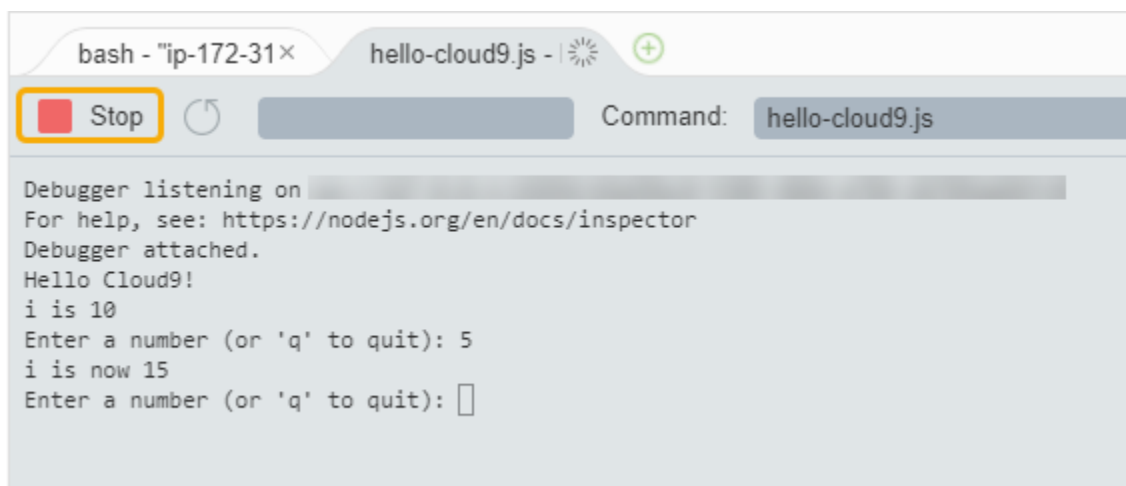 bash - "ip-172-31×
hello-cloud9.js -
Stop
Command:
hello-cloud9.js
Debugger listening on
For help, see: https://nodejs.org/en/docs/inspector
Debugger attached.
Hello Cloud9!
i is 10
Enter a number (or 'q' to quit): 5
i is now 15
Enter a number (or 'q' to quit):